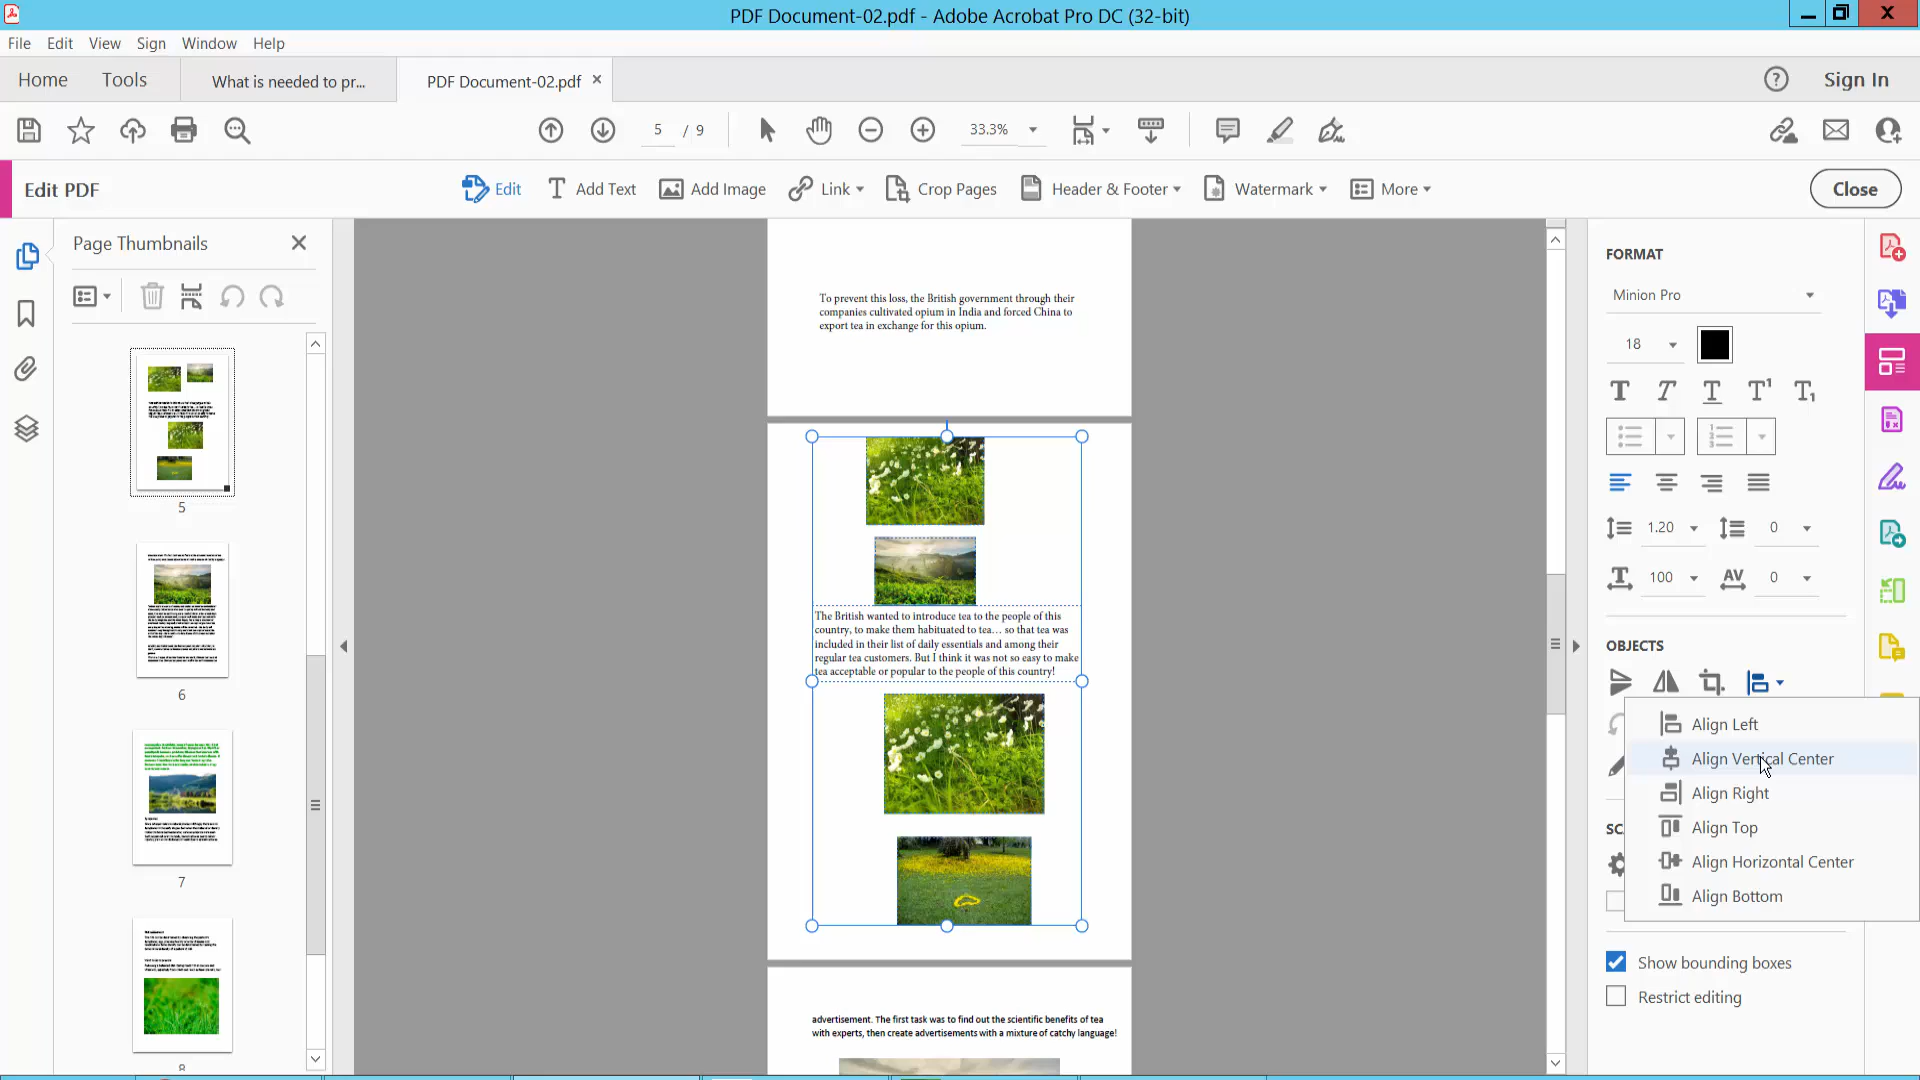 PDF Document-02.pdf - Adobe Acrobat Pro DC (32-bit)
File Edit View Sign Window Help
Home Tools What is needed to pr... PDF Document-02.pdf × Sign In
5 / 9 33.3%
Edit PDF Edit Add Text Add Image Link Crop Pages Header & Footer Watermark More Close
Page Thumbnails
5
6
7
8
To prevent this loss, the British government through their
companies cultivated opium in India and forced China to
export tea in exchange for this opium.
The British wanted to introduce tea to the people of this
country, to make them habituated to tea... so that tea was
included in their list of daily essentials and among their
regular tea customers. But I think it was not so easy to make
tea acceptable or popular to the people of this country!
advertisement. The first task was to find out the scientific benefits of tea
with experts, then create advertisements with a mixture of catchy language!
FORMAT
Minion Pro
18
1.20 0
100 0
OBJECTS
Align Left
Align Vertical Center
Align Right
Align Top
Align Horizontal Center
Align Bottom
SC
Show bounding boxes
Restrict editing